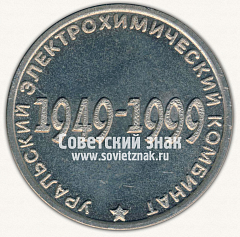 УРАЛЬСКИЙ ЭЛЕКТРОХИМИЧЕСКИЙ КОМБИНАТ
1949-1999
Советский знак
www.sovietznak.ru